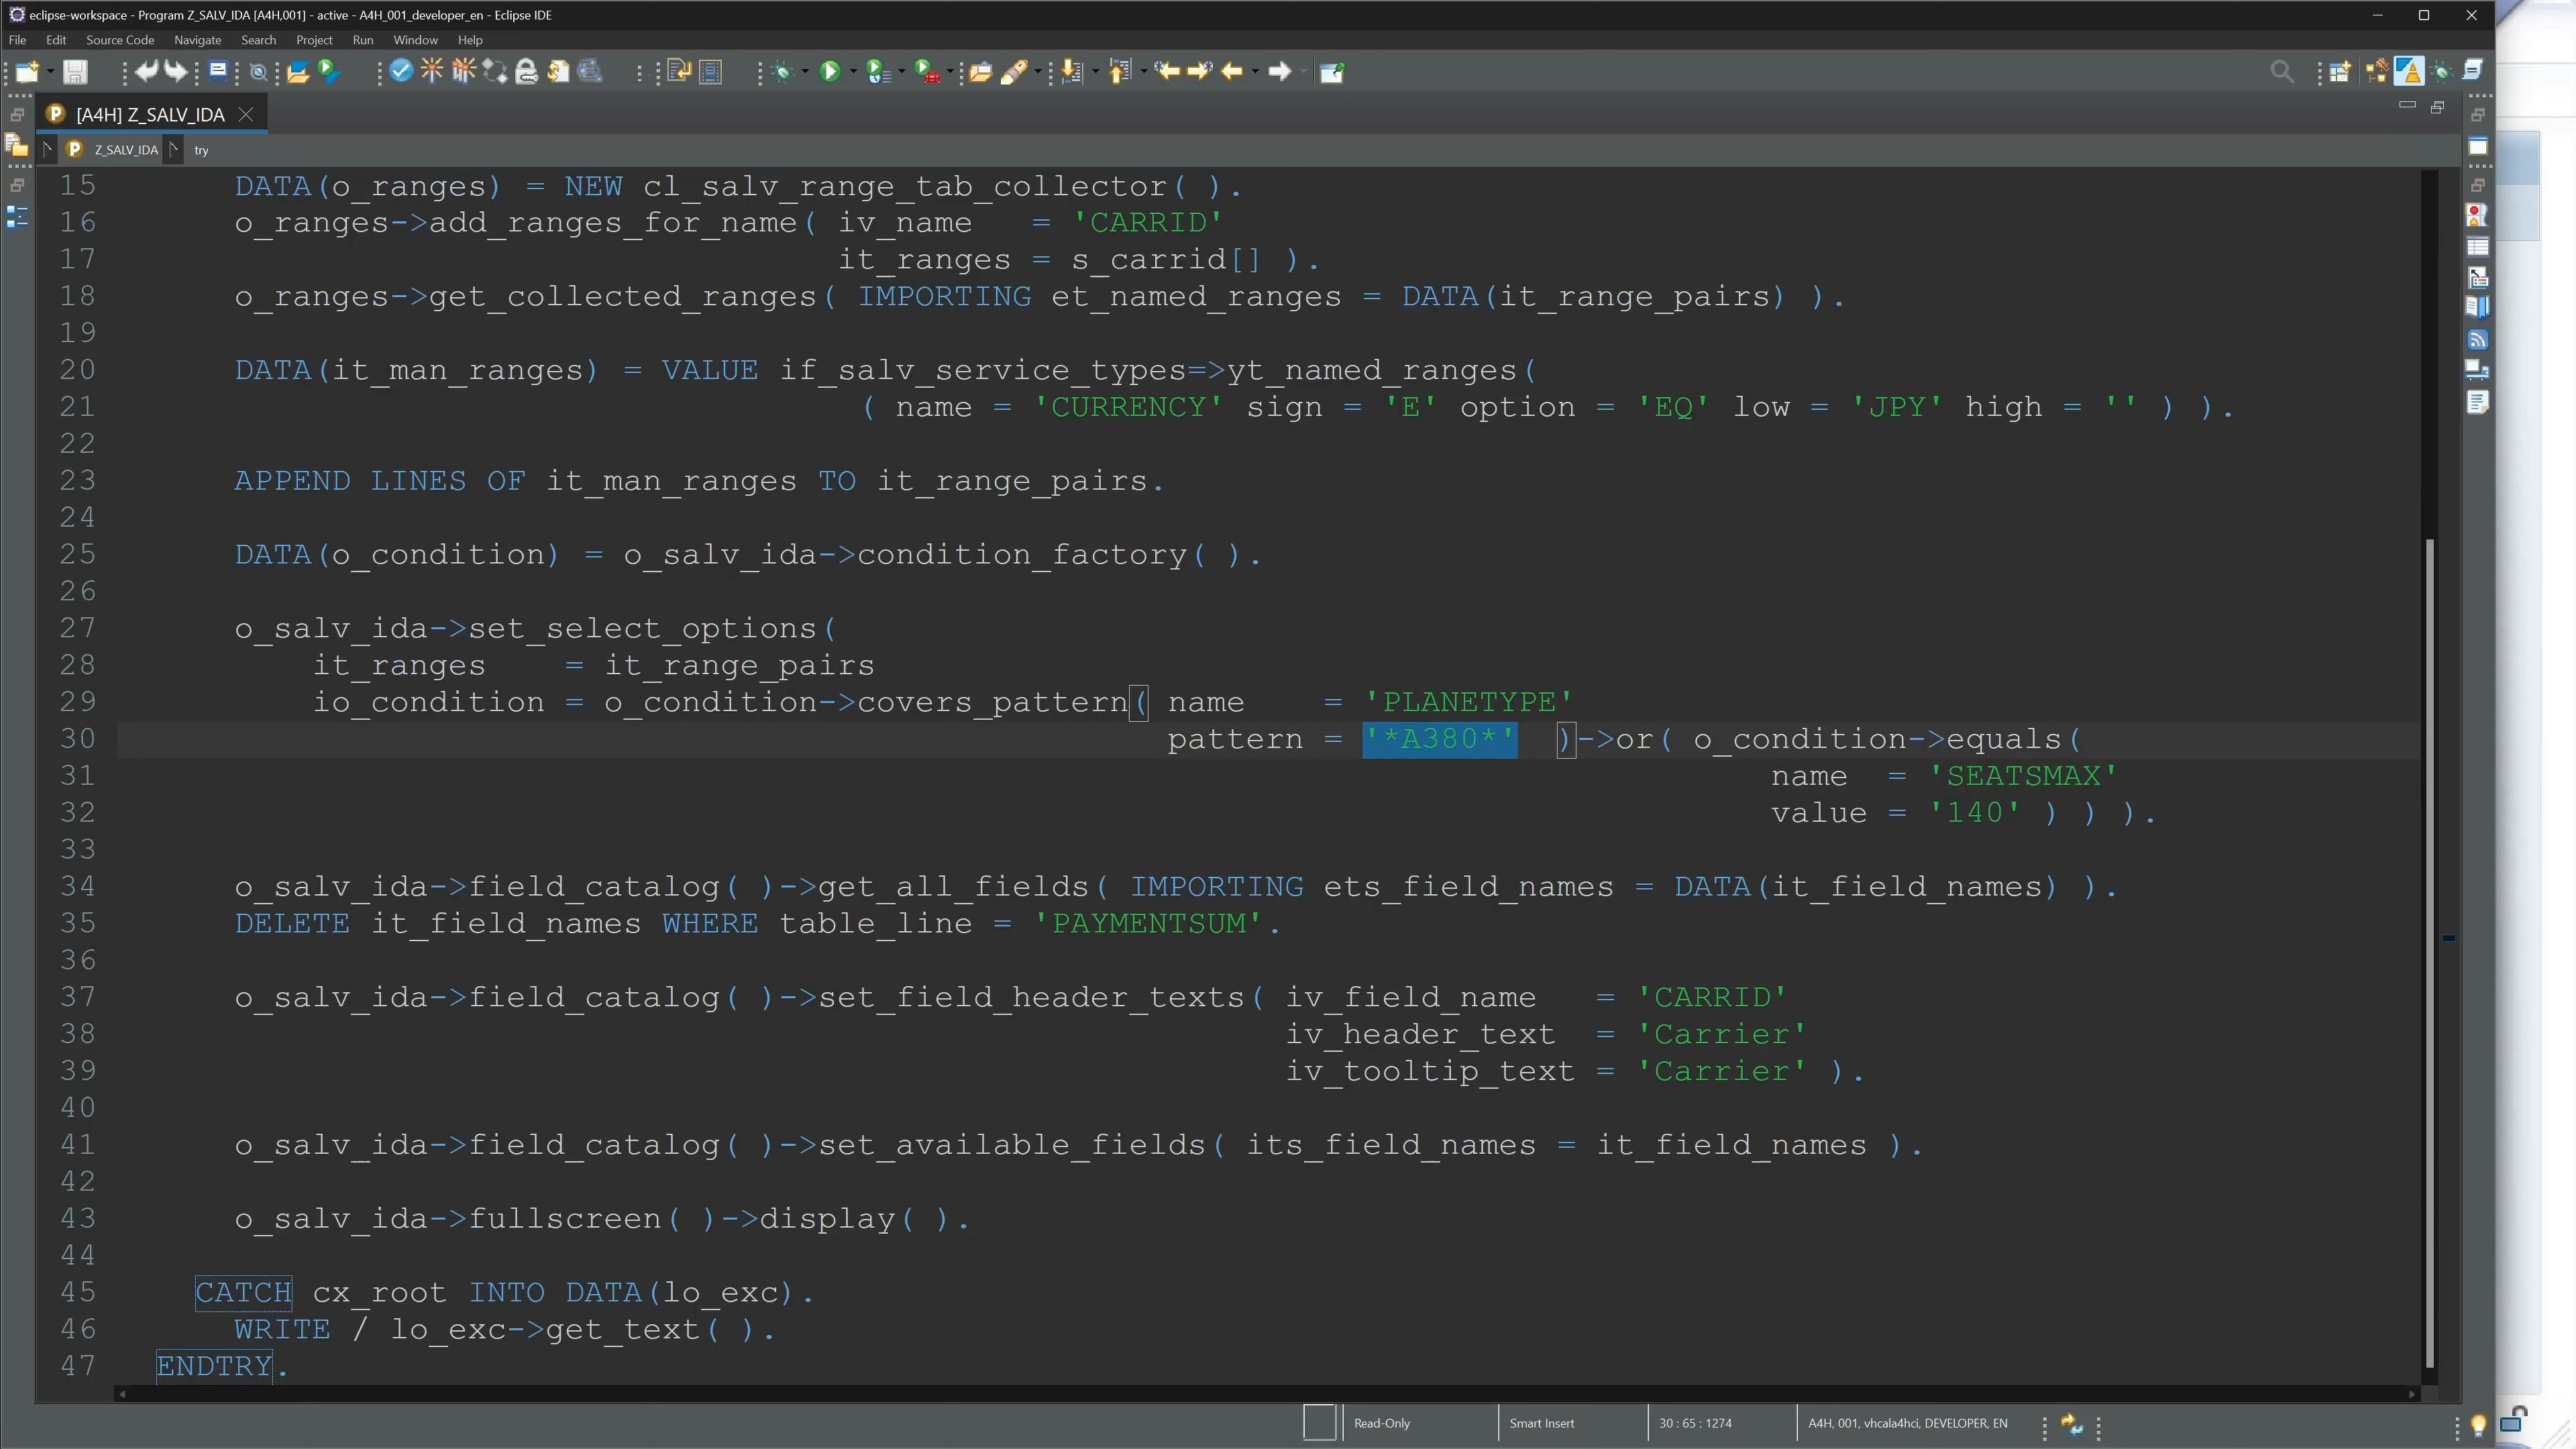 eclipse-workspace - Program Z_SALV_IDA [A4H,001] - active - A4H_001_developer_en - Eclipse IDE
File Edit Source Code Navigate Search Project Run Window Help
[A4H] Z_SALV_IDA
Z_SALV_IDA try
15 DATA(o_ranges) = NEW cl_salv_range_tab_collector( ).
16 o_ranges->add_ranges_for_name( iv_name = 'CARRID'
17 it_ranges = s_carrid[] ).
18 o_ranges->get_collected_ranges( IMPORTING et_named_ranges = DATA(it_range_pairs) ).
19
20 DATA(it_man_ranges) = VALUE if_salv_service_types=>yt_named_ranges(
21 ( name = 'CURRENCY' sign = 'E' option = 'EQ' low = 'JPY' high = '' ) ).
22
23 APPEND LINES OF it_man_ranges TO it_range_pairs.
24
25 DATA(o_condition) = o_salv_ida->condition_factory( ).
26
27 o_salv_ida->set_select_options(
28 it_ranges = it_range_pairs
29 io_condition = o_condition->covers_pattern( name = 'PLANETYPE'
30 pattern = '*A380*' )->or( o_condition->equals(
31 name = 'SEATSMAX'
32 value = '140' ) ) ).
33
34 o_salv_ida->field_catalog( )->get_all_fields( IMPORTING ets_field_names = DATA(it_field_names) ).
35 DELETE it_field_names WHERE table_line = 'PAYMENTSUM'.
36
37 o_salv_ida->field_catalog( )->set_field_header_texts( iv_field_name = 'CARRID'
38 iv_header_text = 'Carrier'
39 iv_tooltip_text = 'Carrier' ).
40
41 o_salv_ida->field_catalog( )->set_available_fields( its_field_names = it_field_names ).
42
43 o_salv_ida->fullscreen( )->display( ).
44
45 CATCH cx_root INTO DATA(lo_exc).
46 WRITE / lo_exc->get_text( ).
47 ENDTRY.
Read-Only Smart Insert 30 : 65 : 1274 A4H, 001, vhcala4hci, DEVELOPER, EN